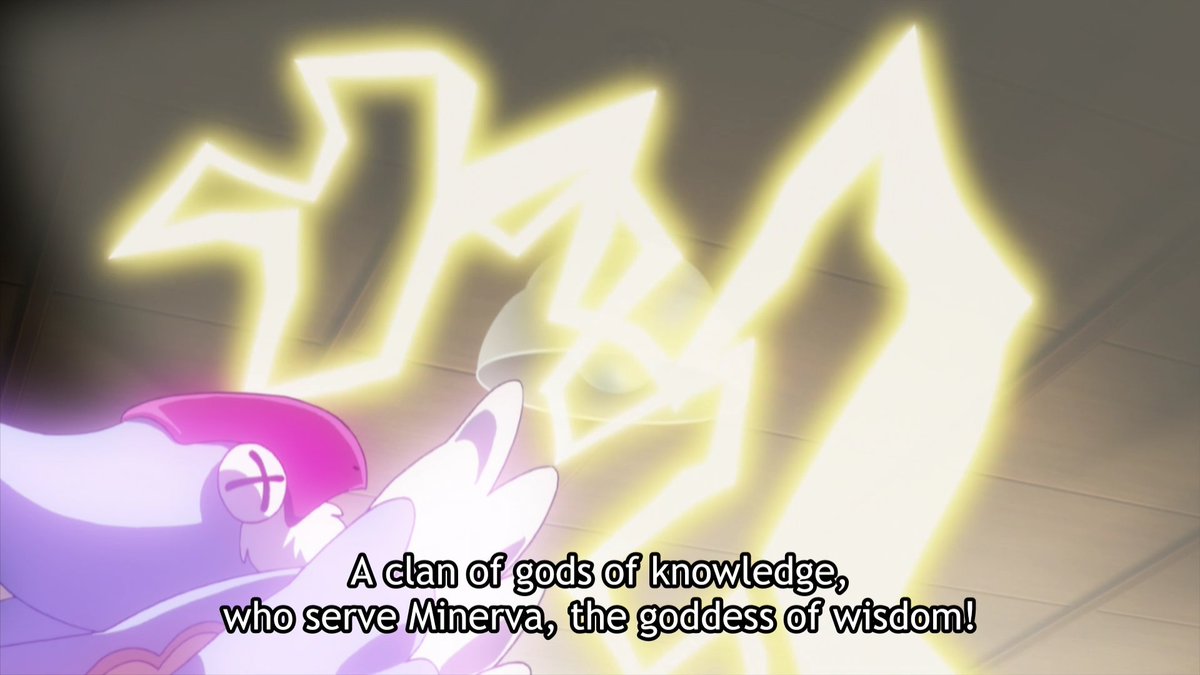 A clan of gods of knowledge,
who serve Minerva, the goddess of wisdom!